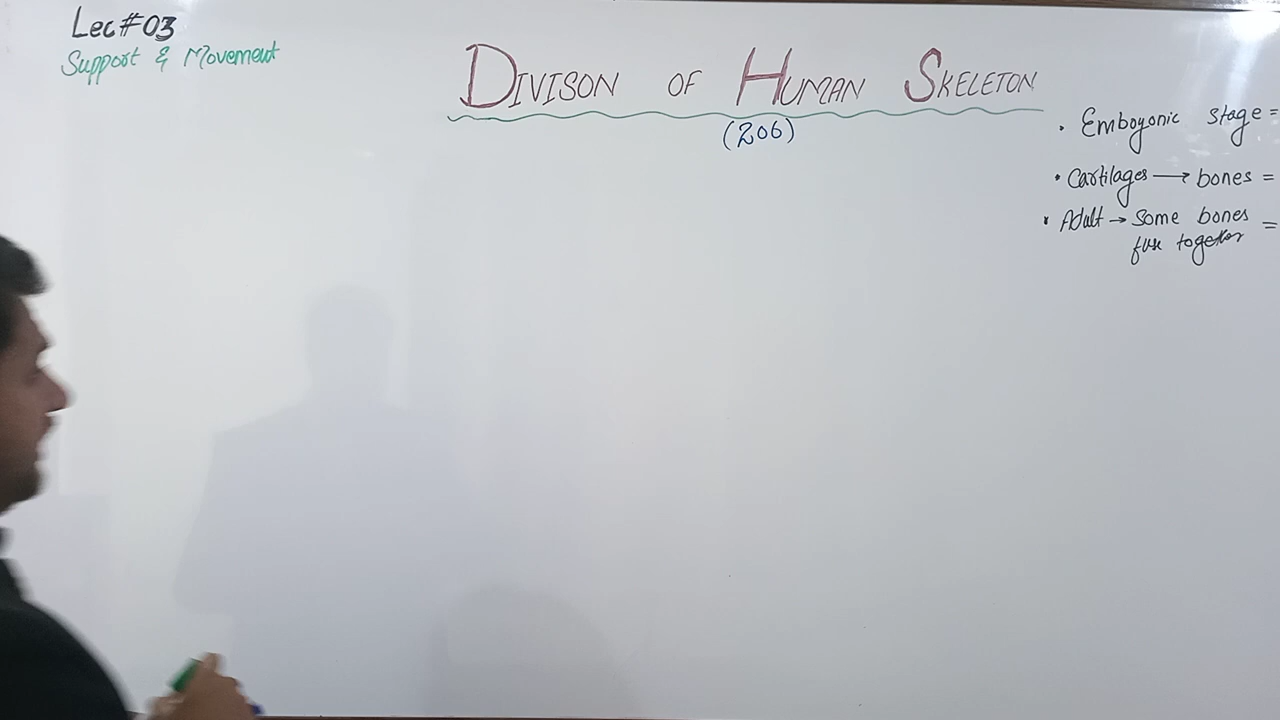 Lec#03
Support & Movement
DIVISON OF HUMAN SKELETON
(206)
• Emboyonic stage =
• Cartilages → bones =
• Adult → Some bones =
fuse together